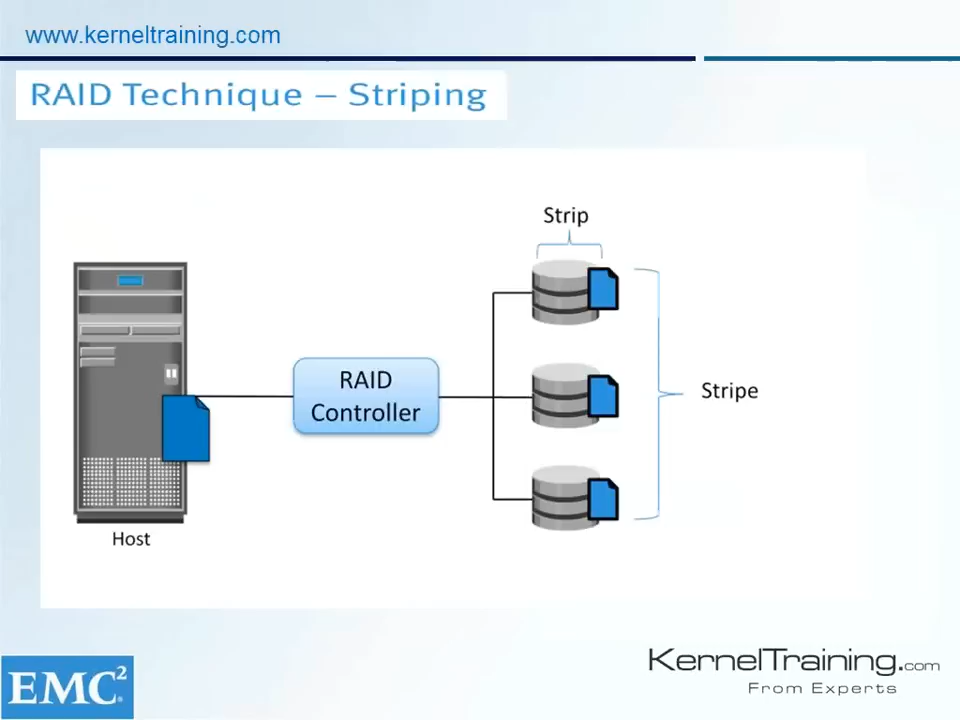 www.kerneltraining.com
RAID Technique – Striping
Strip
RAID
Controller
Stripe
Host
EMC²
KernelTraining.com
From Experts